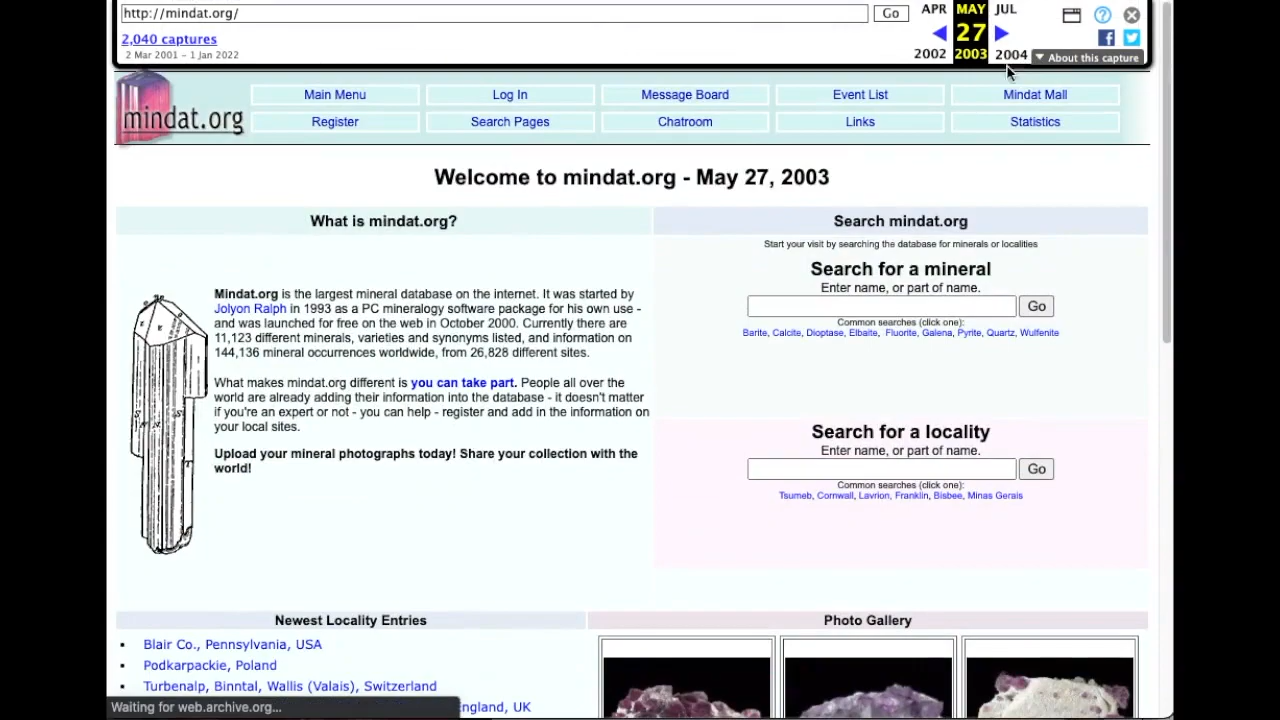 http://mindat.org/
Go
APR MAY JUL
2,040 captures
27
2 Mar 2001 – 1 Jan 2022
2002 2003 2004
About this capture
mindat.org
Main Menu Log In Message Board Event List Mindat Mall
Register Search Pages Chatroom Links Statistics
Welcome to mindat.org - May 27, 2003
What is mindat.org?
Mindat.org is the largest mineral database on the internet. It was started by
Jolyon Ralph in 1993 as a PC mineralogy software package for his own use -
and was launched for free on the web in October 2000. Currently there are
11,123 different minerals, varieties and synonyms listed, and information on
144,136 mineral occurrences worldwide, from 26,828 different sites.
What makes mindat.org different is you can take part. People all over the
world are already adding their information into the database - it doesn't matter
if you're an expert or not - you can help - register and add in the information on
your local sites.
Upload your mineral photographs today! Share your collection with the
world!
Search mindat.org
Start your visit by searching the database for minerals or localities
Search for a mineral
Enter name, or part of name.
Go
Common searches (click one):
Barite, Calcite, Dioptase, Elbaite, Fluorite, Galena, Pyrite, Quartz, Wulfenite
Search for a locality
Enter name, or part of name.
Go
Common searches (click one):
Tsumeb, Cornwall, Lavrion, Franklin, Bisbee, Minas Gerais
Newest Locality Entries
Blair Co., Pennsylvania, USA
Podkarpackie, Poland
Turbenalp, Binntal, Wallis (Valais), Switzerland
ngland, UK
Photo Gallery
Waiting for web.archive.org...